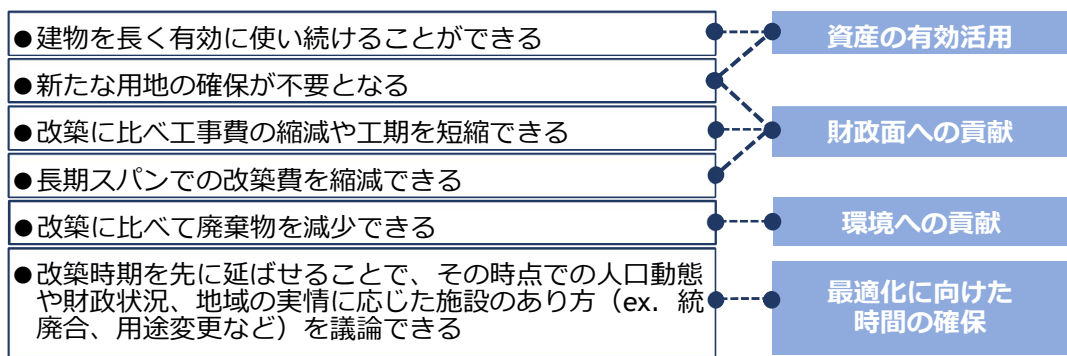 ●建物を長く有効に使い続けることができる
●新たな用地の確保が不要となる
●改築に比べ工事費の縮減や工期を短縮できる
●長期スパンでの改築費を縮減できる
●改築に比べて廃棄物を減少できる
●改築時期を先に延ばせることで、その時点での人口動態
や財政状況、地域の実情に応じた施設のあり方（ex．統
廃合、用途変更など）を議論できる
資産の有効活用
財政面への貢献
環境への貢献
最適化に向けた
時間の確保